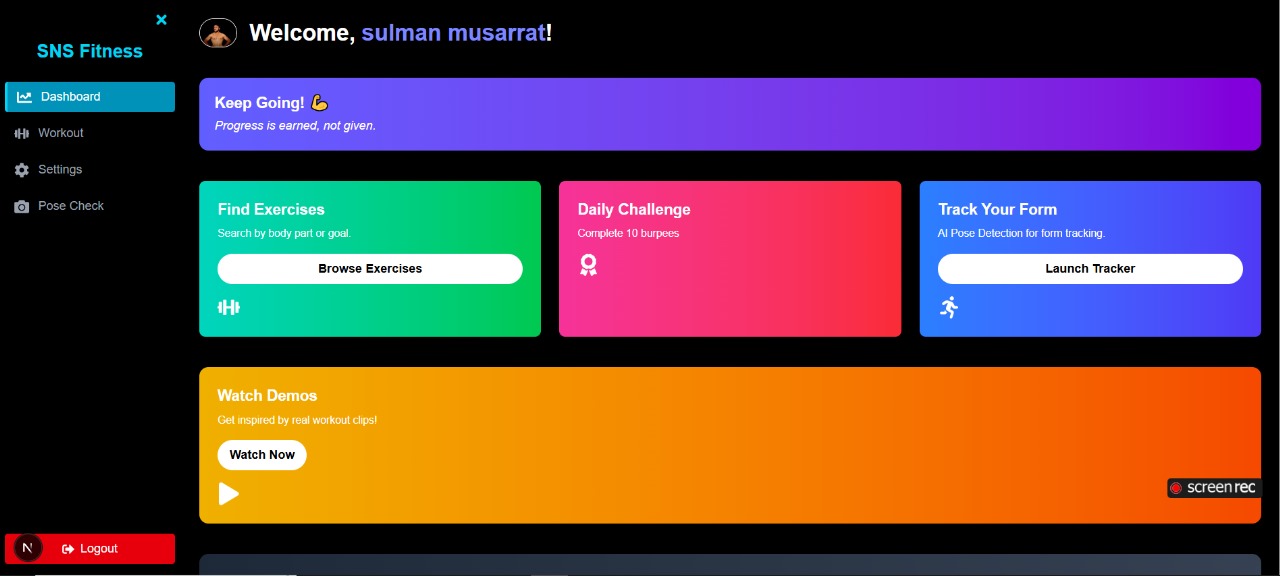 SNS Fitness
Dashboard
Workout
Settings
Pose Check
N
Logout
Welcome, sulman musarrat!
Keep Going! 💪
Progress is earned, not given.
Find Exercises
Search by body part or goal.
Browse Exercises
Daily Challenge
Complete 10 burpees
Track Your Form
AI Pose Detection for form tracking.
Launch Tracker
Watch Demos
Get inspired by real workout clips!
Watch Now
screenrec